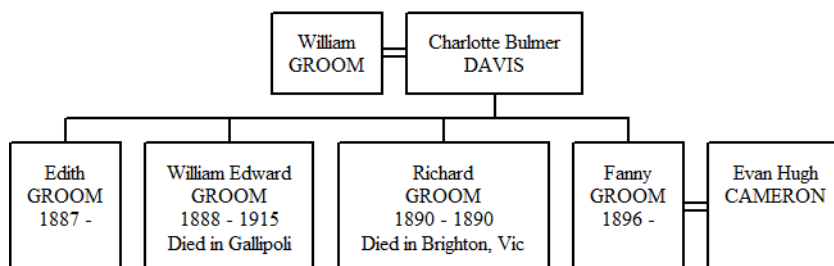 William
GROOM
Charlotte Bulmer
DAVIS
Edith
GROOM
1887 -
William Edward
GROOM
1888 - 1915
Died in Gallipoli
Richard
GROOM
1890 - 1890
Died in Brighton, Vic
Fanny
GROOM
1896 -
Evan Hugh
CAMERON